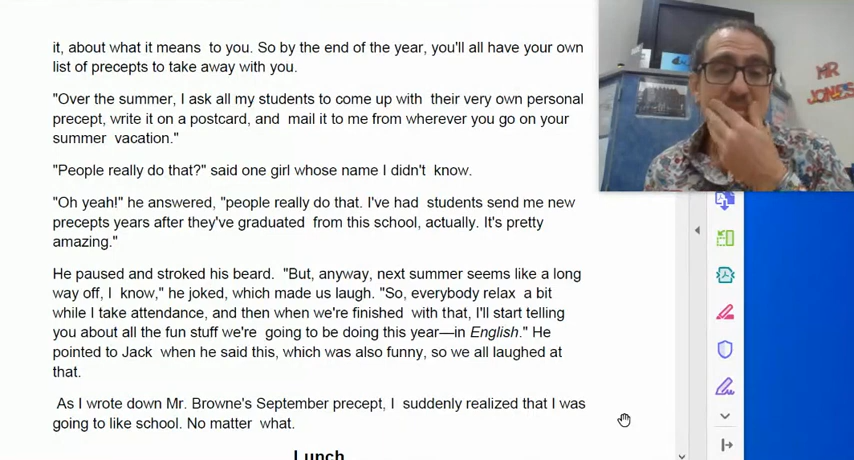 it, about what it means to you. So by the end of the year, you'll all have your own
list of precepts to take away with you.
"Over the summer, I ask all my students to come up with their very own personal
precept, write it on a postcard, and mail it to me from wherever you go on your
summer vacation."
"People really do that?" said one girl whose name I didn't know.
"Oh yeah!" he answered, "people really do that. I've had students send me new
precepts years after they've graduated from this school, actually. It's pretty
amazing."
He paused and stroked his beard. "But, anyway, next summer seems like a long
way off, I know," he joked, which made us laugh. "So, everybody relax a bit
while I take attendance, and then when we're finished with that, I'll start telling
you about all the fun stuff we're going to be doing this year—in English." He
pointed to Jack when he said this, which was also funny, so we all laughed at
that.
As I wrote down Mr. Browne's September precept, I suddenly realized that I was
going to like school. No matter what.
Lunch
MR
JONES